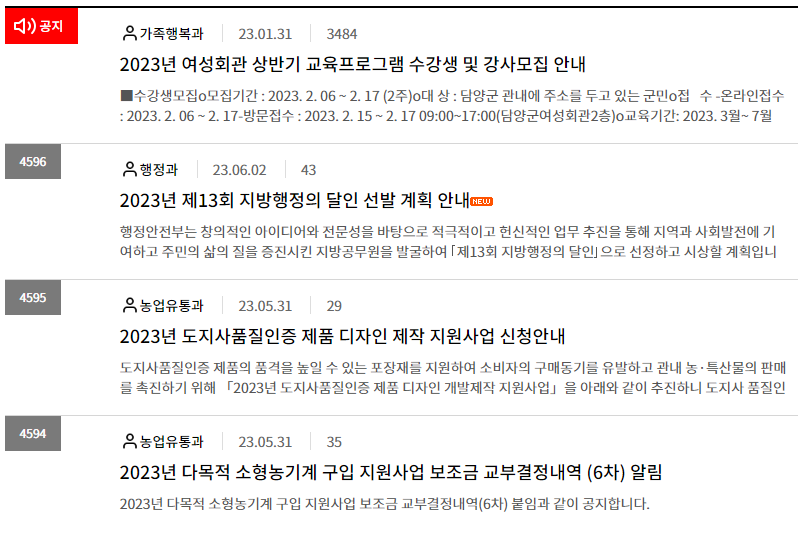 공지
가족행복과 23.01.31 3484
2023년 여성회관 상반기 교육프로그램 수강생 및 강사모집 안내
■수강생모집o모집기간 : 2023. 2. 06 ~ 2. 17 (2주)o대 상 : 담양군 관내에 주소를 두고 있는 군민o접 수 -온라인접수
: 2023. 2. 06 ~ 2. 17-방문접수 : 2023. 2. 15 ~ 2. 17 09:00~17:00(담양군여성회관2층)o교육기간: 2023. 3월~ 7월
4596
행정과 23.06.02 43
2023년 제13회 지방행정의 달인 선발 계획 안내 NEW
행정안전부는 창의적인 아이디어와 전문성을 바탕으로 적극적이고 헌신적인 업무 추진을 통해 지역과 사회발전에 기
여하고 주민의 삶의 질을 증진시킨 지방공무원을 발굴하여 ｢제13회 지방행정의 달인｣으로 선정하고 시상할 계획입니
4595
농업유통과 23.05.31 29
2023년 도지사품질인증 제품 디자인 제작 지원사업 신청안내
도지사품질인증 제품의 품격을 높일 수 있는 포장재를 지원하여 소비자의 구매동기를 유발하고 관내 농·특산물의 판매
를 촉진하기 위해 「2023년 도지사품질인증 제품 디자인 개발제작 지원사업」을 아래와 같이 추진하니 도지사 품질인
4594
농업유통과 23.05.31 35
2023년 다목적 소형농기계 구입 지원사업 보조금 교부결정내역 (6차) 알림
2023년 다목적 소형농기계 구입 지원사업 보조금 교부결정내역(6차) 붙임과 같이 공지합니다.